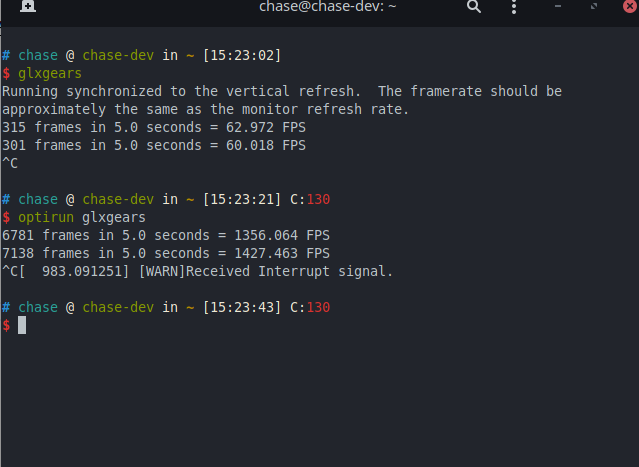 chase@chase-dev: ~
# chase @ chase-dev in ~ [15:23:02]
$ glxgears
Running synchronized to the vertical refresh.  The framerate should be
approximately the same as the monitor refresh rate.
315 frames in 5.0 seconds = 62.972 FPS
301 frames in 5.0 seconds = 60.018 FPS
^C
# chase @ chase-dev in ~ [15:23:21] C:130
$ optirun glxgears
6781 frames in 5.0 seconds = 1356.064 FPS
7138 frames in 5.0 seconds = 1427.463 FPS
^C[  983.091251] [WARN]Received Interrupt signal.
# chase @ chase-dev in ~ [15:23:43] C:130
$